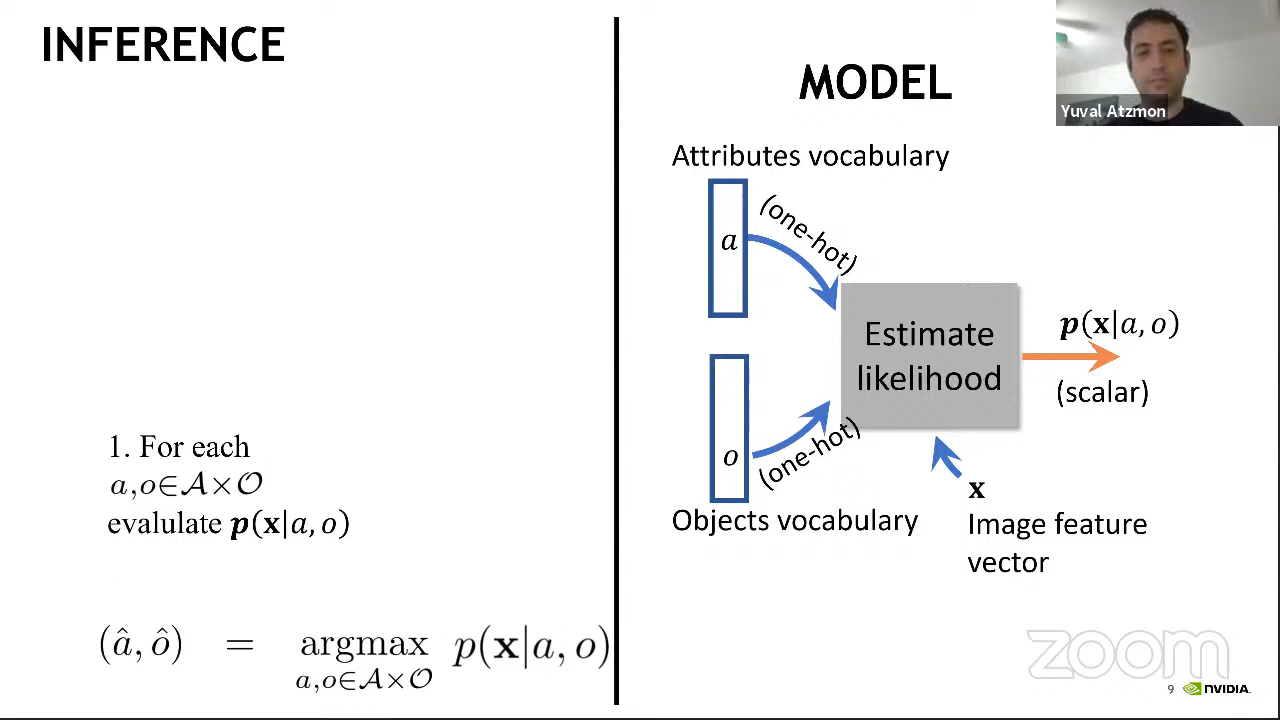 INFERENCE
1. For each
a,o∈𝒜×𝒪
evalulate p(x|a, o)
(â, ô) = argmax p(x|a, o)
a,o∈𝒜×𝒪
MODEL
Yuval Atzmon
Attributes vocabulary
(one-hot)
a
Estimate
likelihood
p(x|a, o)
(scalar)
o
(one-hot)
Objects vocabulary
x
Image feature
vector
zoom
9 NVIDIA.